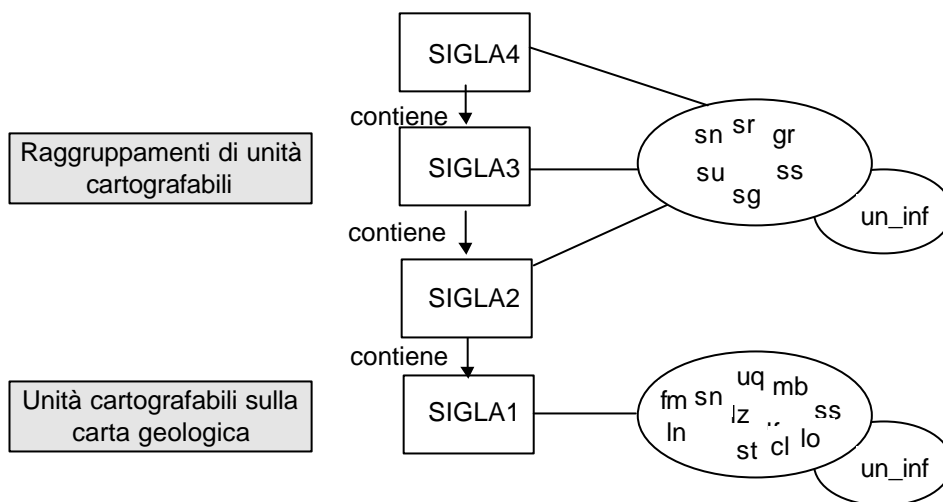 SIGLA4
contiene
Raggruppamenti di unità
cartografabili
SIGLA3
sn sr gr
su sg ss
un_inf
contiene
SIGLA2
contiene
Unità cartografabili sulla
carta geologica
SIGLA1
fm sn uq mb
ln ss
st cl lo
un_inf